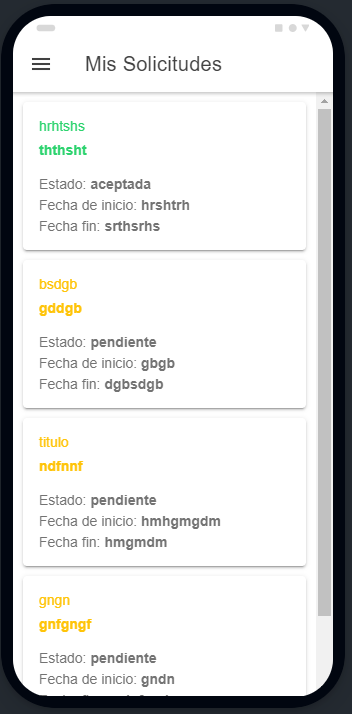 Mis Solicitudes
hrhtshs
ththsht
Estado: aceptada
Fecha de inicio: hrshtrh
Fecha fin: srthsrhs
bsdgb
gddgb
Estado: pendiente
Fecha de inicio: gbgb
Fecha fin: dgbsdgb
titulo
ndfnnf
Estado: pendiente
Fecha de inicio: hmhgmgdm
Fecha fin: hmgmdm
gngn
gnfgngf
Estado: pendiente
Fecha de inicio: gndn